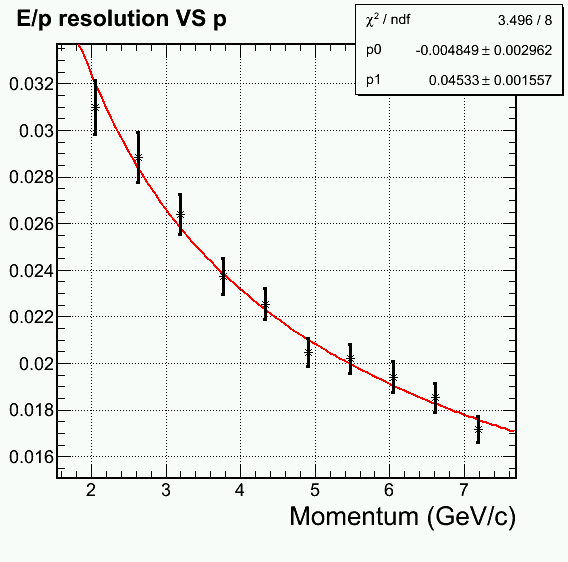 E/p resolution VS p
χ² / ndf 3.496 / 8
p0 -0.004849 ± 0.002962
p1 0.04533 ± 0.001557
0.032
0.03
0.028
0.026
0.024
0.022
0.02
0.018
0.016
2 3 4 5 6 7
Momentum (GeV/c)